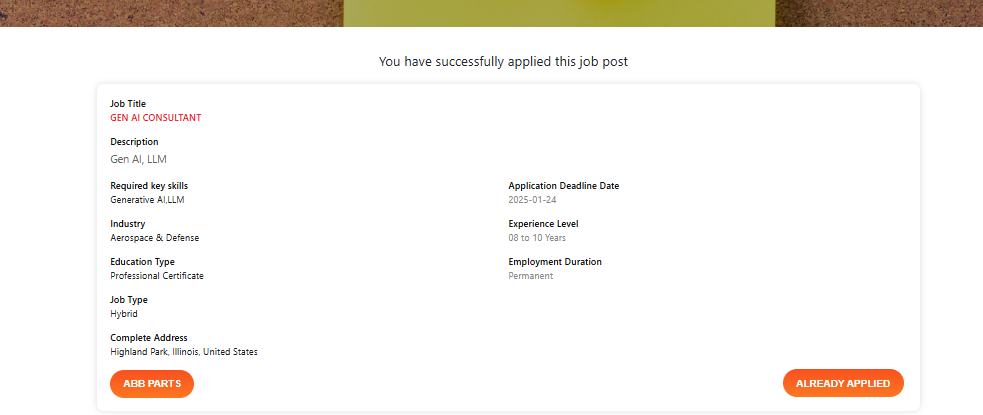 You have successfully applied this job post
Job Title
GEN AI CONSULTANT
Description
Gen AI, LLM
Required key skills
Generative AI,LLM
Application Deadline Date
2025-01-24
Industry
Aerospace & Defense
Experience Level
08 to 10 Years
Education Type
Professional Certificate
Employment Duration
Permanent
Job Type
Hybrid
Complete Address
Highland Park, Illinois, United States
ABB PARTS
ALREADY APPLIED